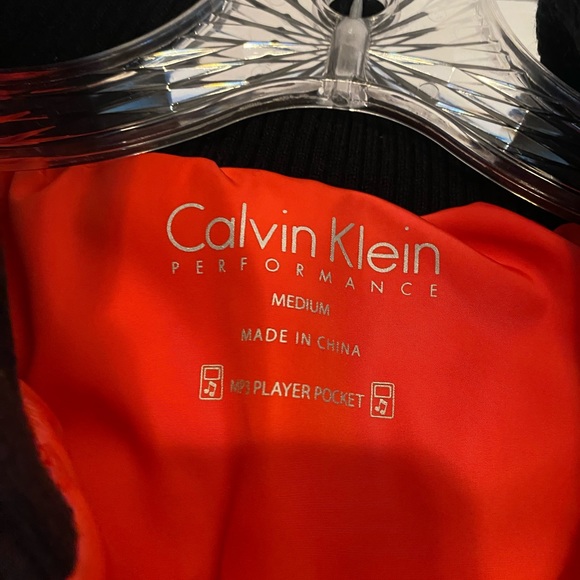 Calvin Klein
PERFORMANCE
MEDIUM
MADE IN CHINA
MP3 PLAYER POCKET